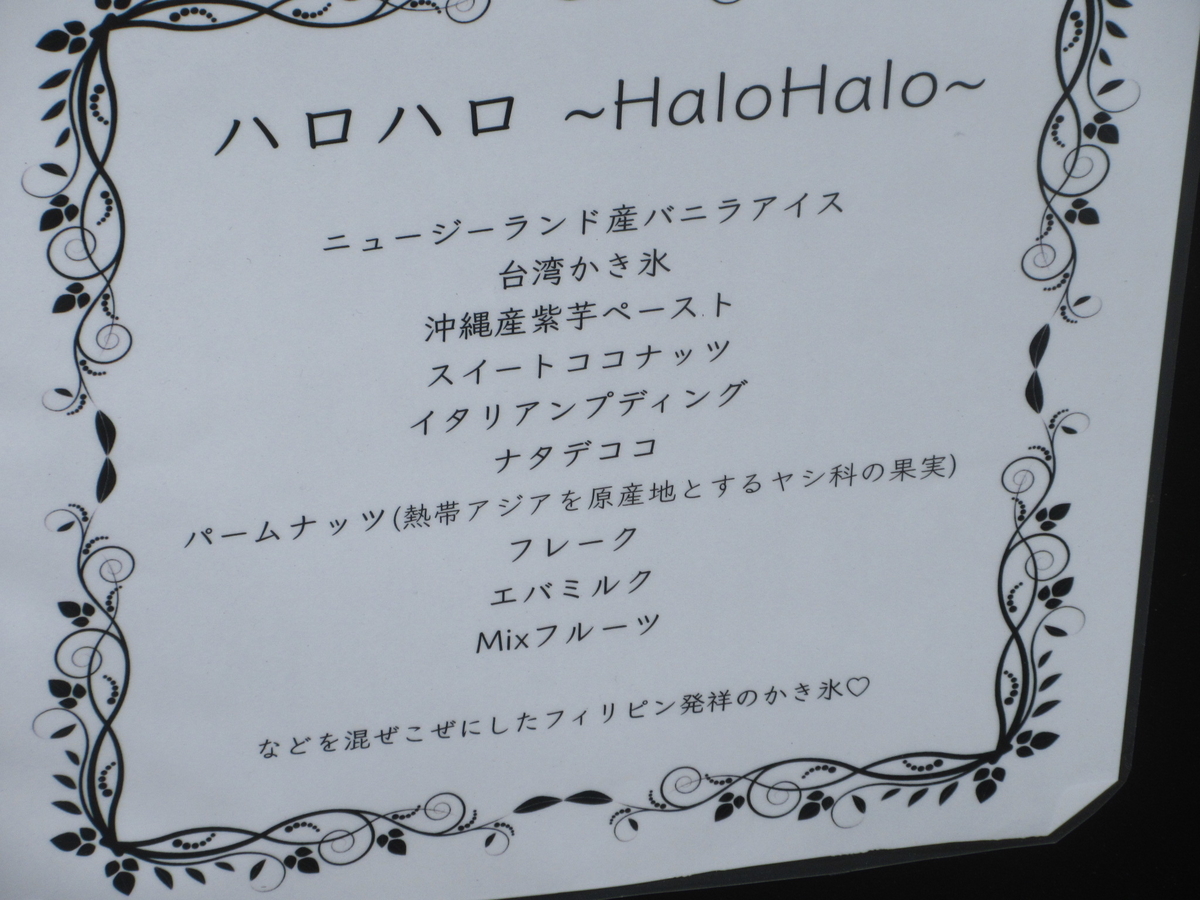 ハロハロ ~HaloHalo~
ニュージーランド産バニラアイス
台湾かき氷
沖縄産紫芋ペースト
スイートココナッツ
イタリアンプディング
ナタデココ
パームナッツ(熱帯アジアを原産地とするヤシ科の果実)
フレーク
エバミルク
Mixフルーツ
などを混ぜこぜにしたフィリピン発祥のかき氷♡